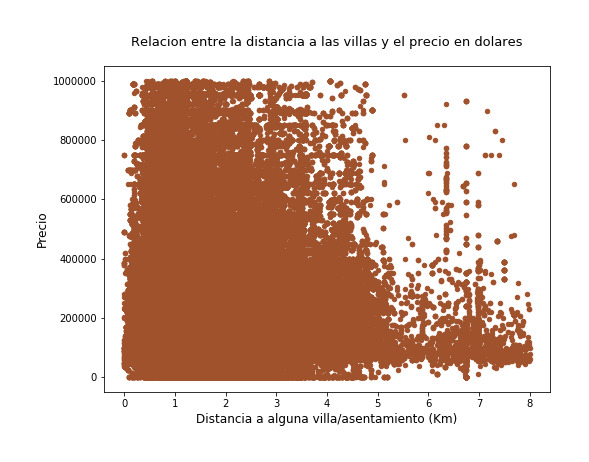 Relacion entre la distancia a las villas y el precio en dolares
1000000
800000
600000
400000
200000
0
Precio
0 1 2 3 4 5 6 7 8
Distancia a alguna villa/asentamiento (Km)